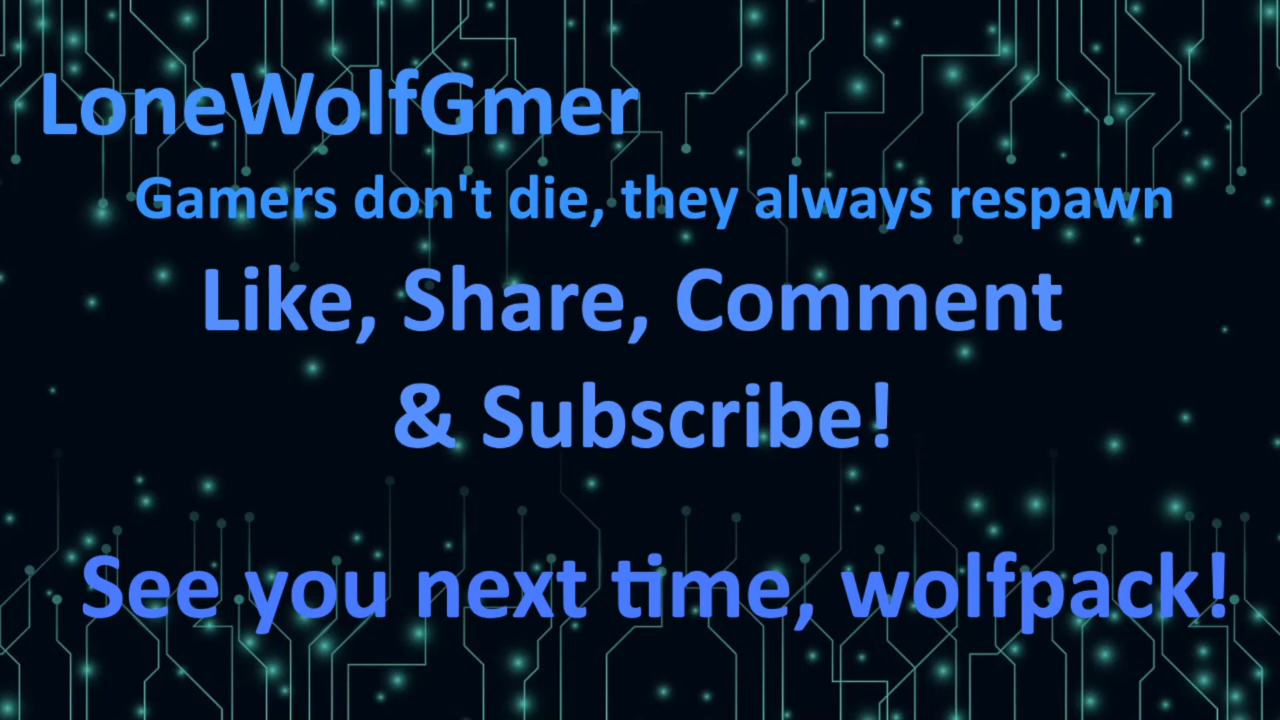 LoneWolfGmer
Gamers don't die, they always respawn
Like, Share, Comment
& Subscribe!
See you next time, wolfpack!